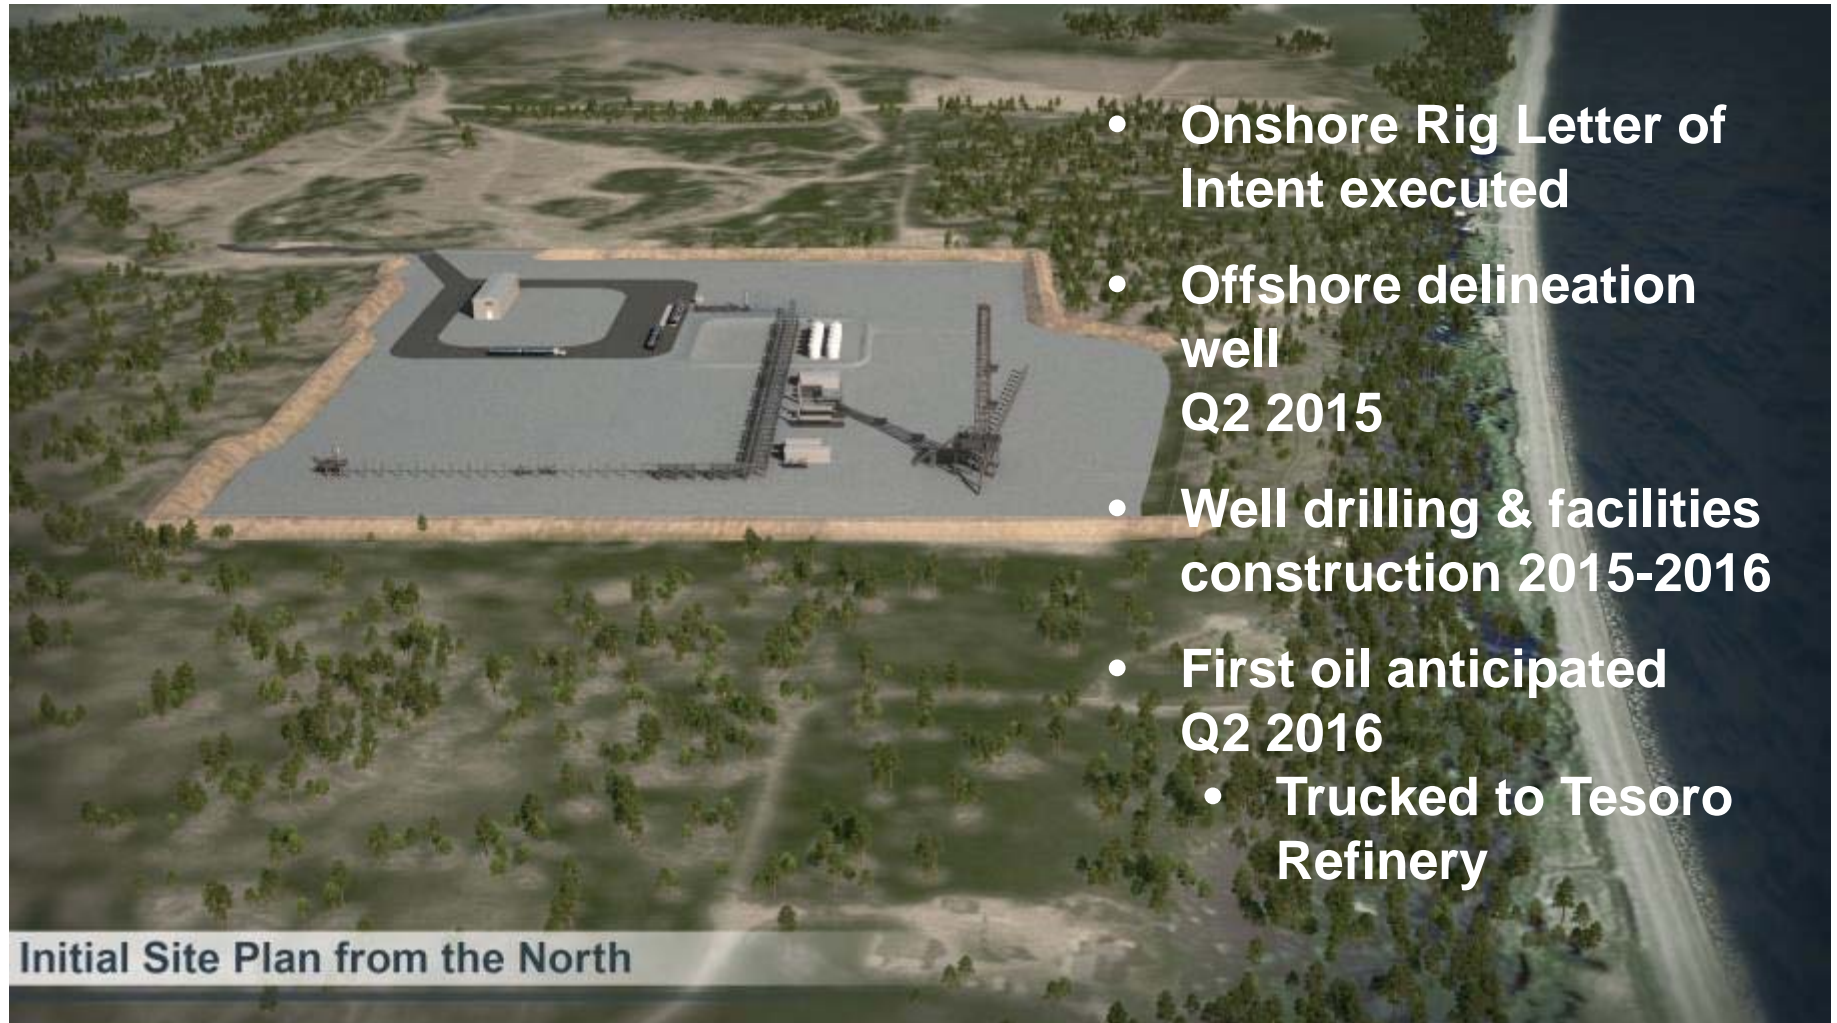 • Onshore Rig Letter of
Intent executed
• Offshore delineation
well
Q2 2015
• Well drilling & facilities
construction 2015-2016
• First oil anticipated
Q2 2016
• Trucked to Tesoro
Refinery
Initial Site Plan from the North